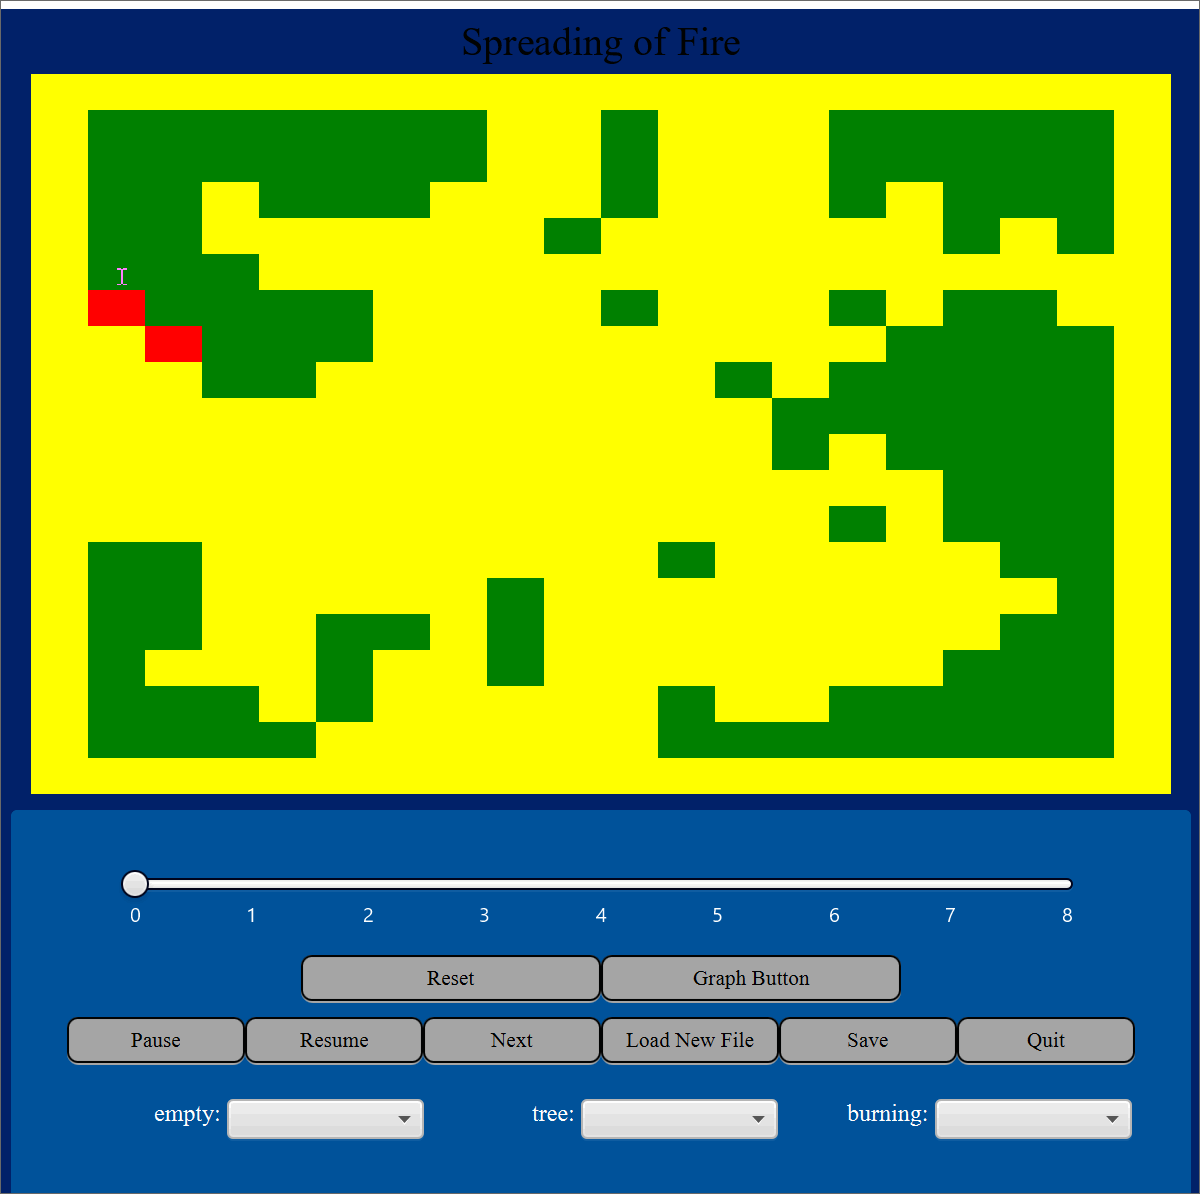 Spreading of Fire
0 1 2 3 4 5 6 7 8
Reset Graph Button
Pause Resume Next Load New File Save Quit
empty: tree: burning: